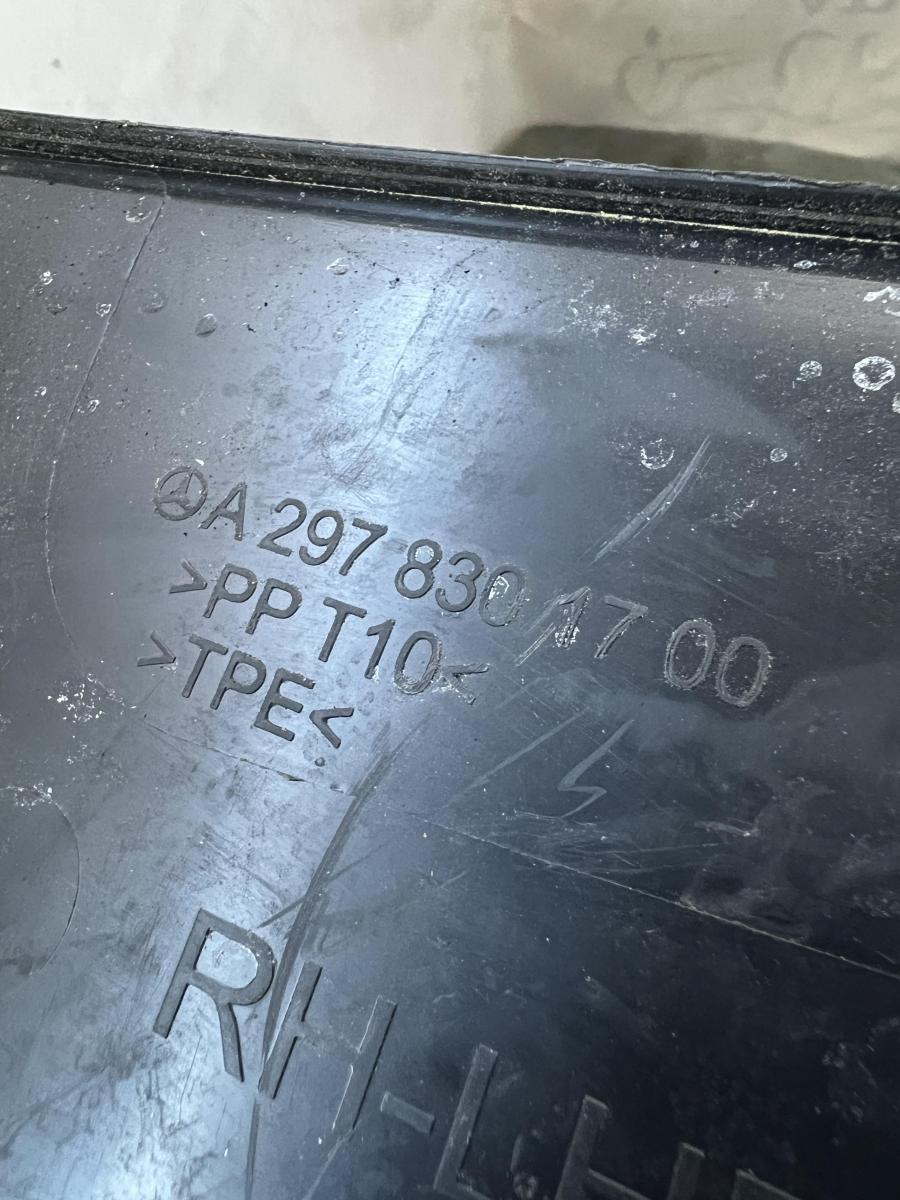 A 297 830 17 00
>PP T10<
>TPE<
RH-LH